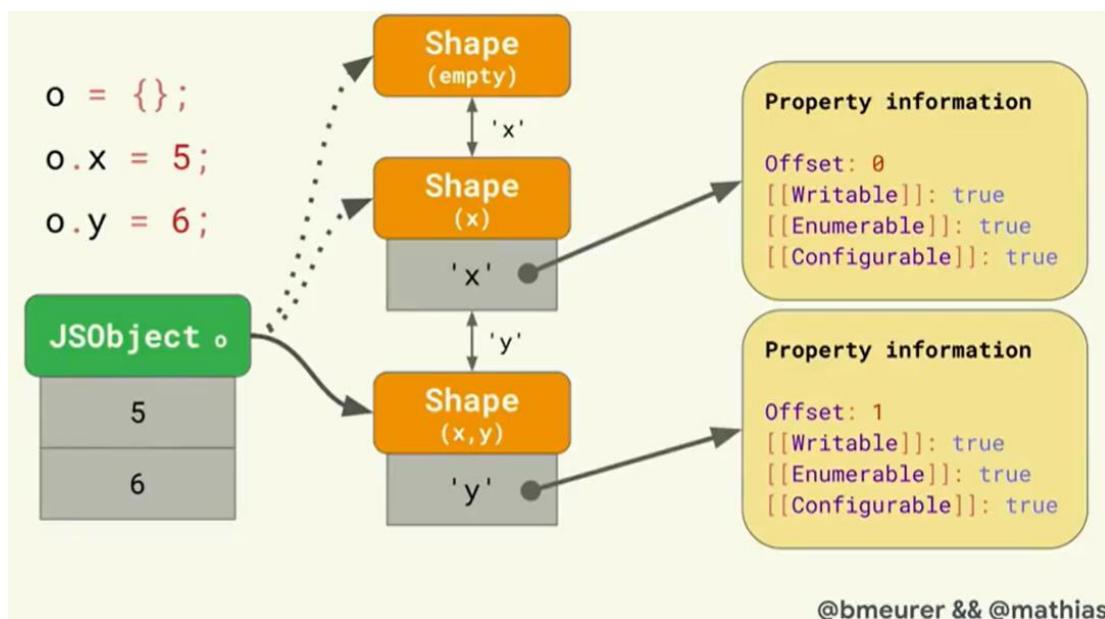 o = {};
o.x = 5;
o.y = 6;
JSObject o
5
6
Shape
(empty)
'x'
Shape
(x)
'x'
'y'
Shape
(x,y)
'y'
Property information
Offset: 0
[[Writable]]: true
[[Enumerable]]: true
[[Configurable]]: true
Property information
Offset: 1
[[Writable]]: true
[[Enumerable]]: true
[[Configurable]]: true
@bmeurer && @mathias